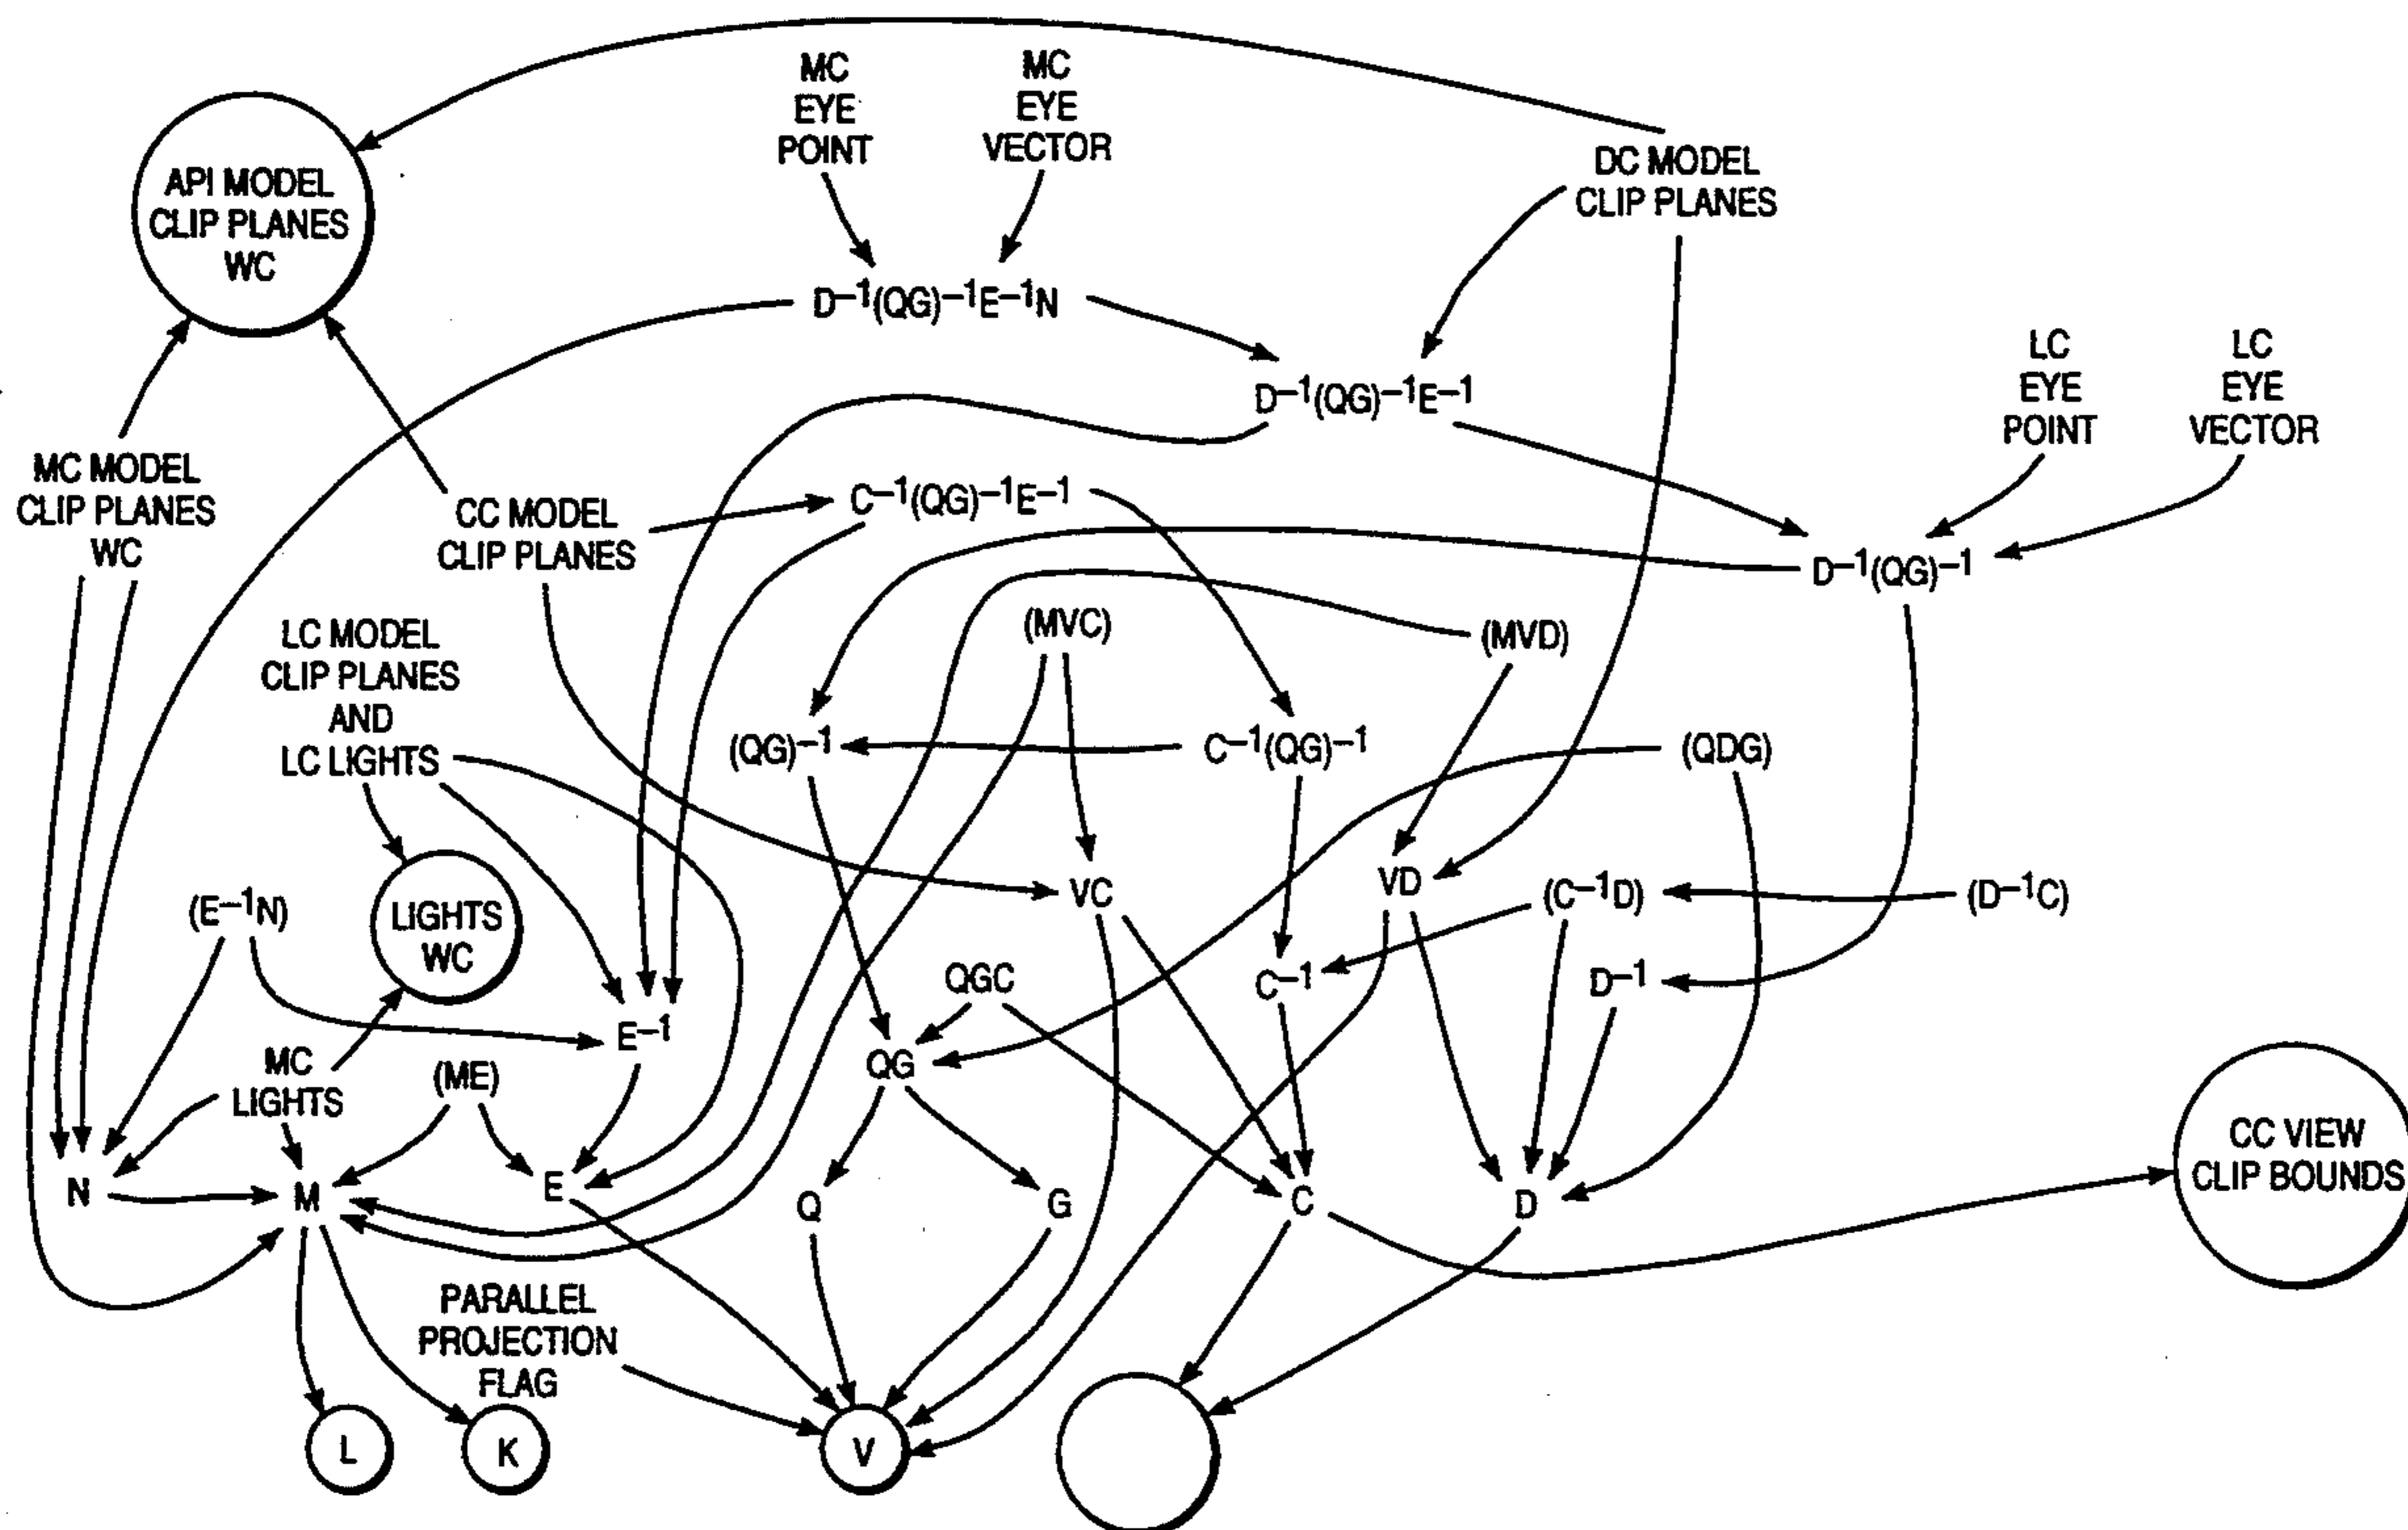 MC
EYE
POINT
MC
EYE
VECTOR
DC MODEL
CLIP PLANES
API MODEL
CLIP PLANES
WC
D⁻¹(QG)⁻¹E⁻¹N
D⁻¹(QG)⁻¹E⁻¹
LC
EYE
POINT
LC
EYE
VECTOR
MC MODEL
CLIP PLANES
WC
CC MODEL
CLIP PLANES
C⁻¹(QG)⁻¹E⁻¹
D⁻¹(QG)⁻¹
LC MODEL
CLIP PLANES
AND
LC LIGHTS
(MVC)
(MVD)
(QG)⁻¹
C⁻¹(QG)⁻¹
(QDG)
(E⁻¹N)
LIGHTS
WC
VC
VD
(C⁻¹D)
(D⁻¹C)
QGC
C⁻¹
D⁻¹
E⁻¹
MC
LIGHTS
(ME)
QG
CC VIEW
CLIP BOUNDS
N
M
E
Q
G
C
D
PARALLEL
PROJECTION
FLAG
L
K
V